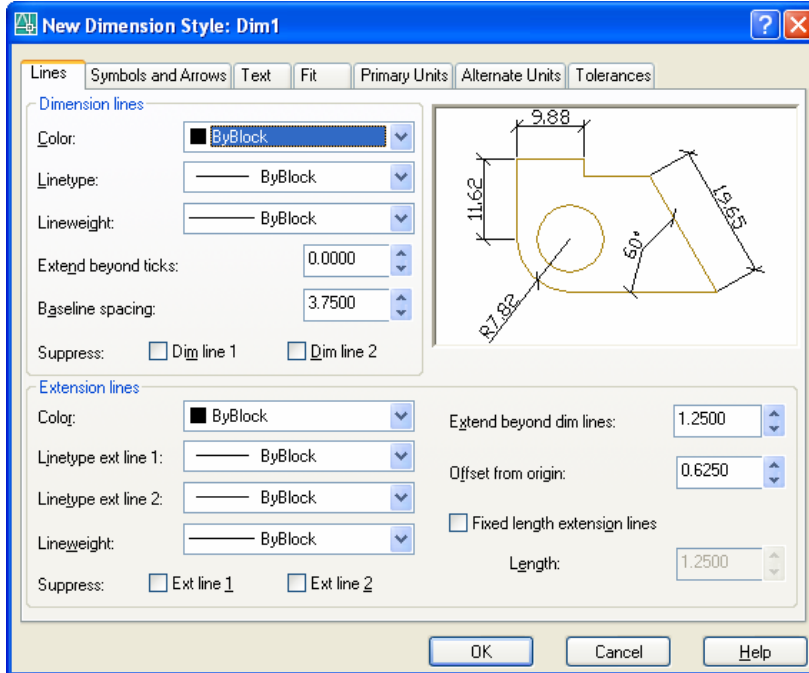 New Dimension Style: Dim1
Lines Symbols and Arrows Text Fit Primary Units Alternate Units Tolerances
Dimension lines
Color: ByBlock
Linetype: ByBlock
Lineweight: ByBlock
Extend beyond ticks: 0.0000
Baseline spacing: 3.7500
Suppress: Dim line 1 Dim line 2
9.88
11.62
19.65
60°
R7.82
Extension lines
Color: ByBlock
Linetype ext line 1: ByBlock
Linetype ext line 2: ByBlock
Lineweight: ByBlock
Suppress: Ext line 1 Ext line 2
Extend beyond dim lines: 1.2500
Offset from origin: 0.6250
Fixed length extension lines
Length: 1.2500
OK Cancel Help